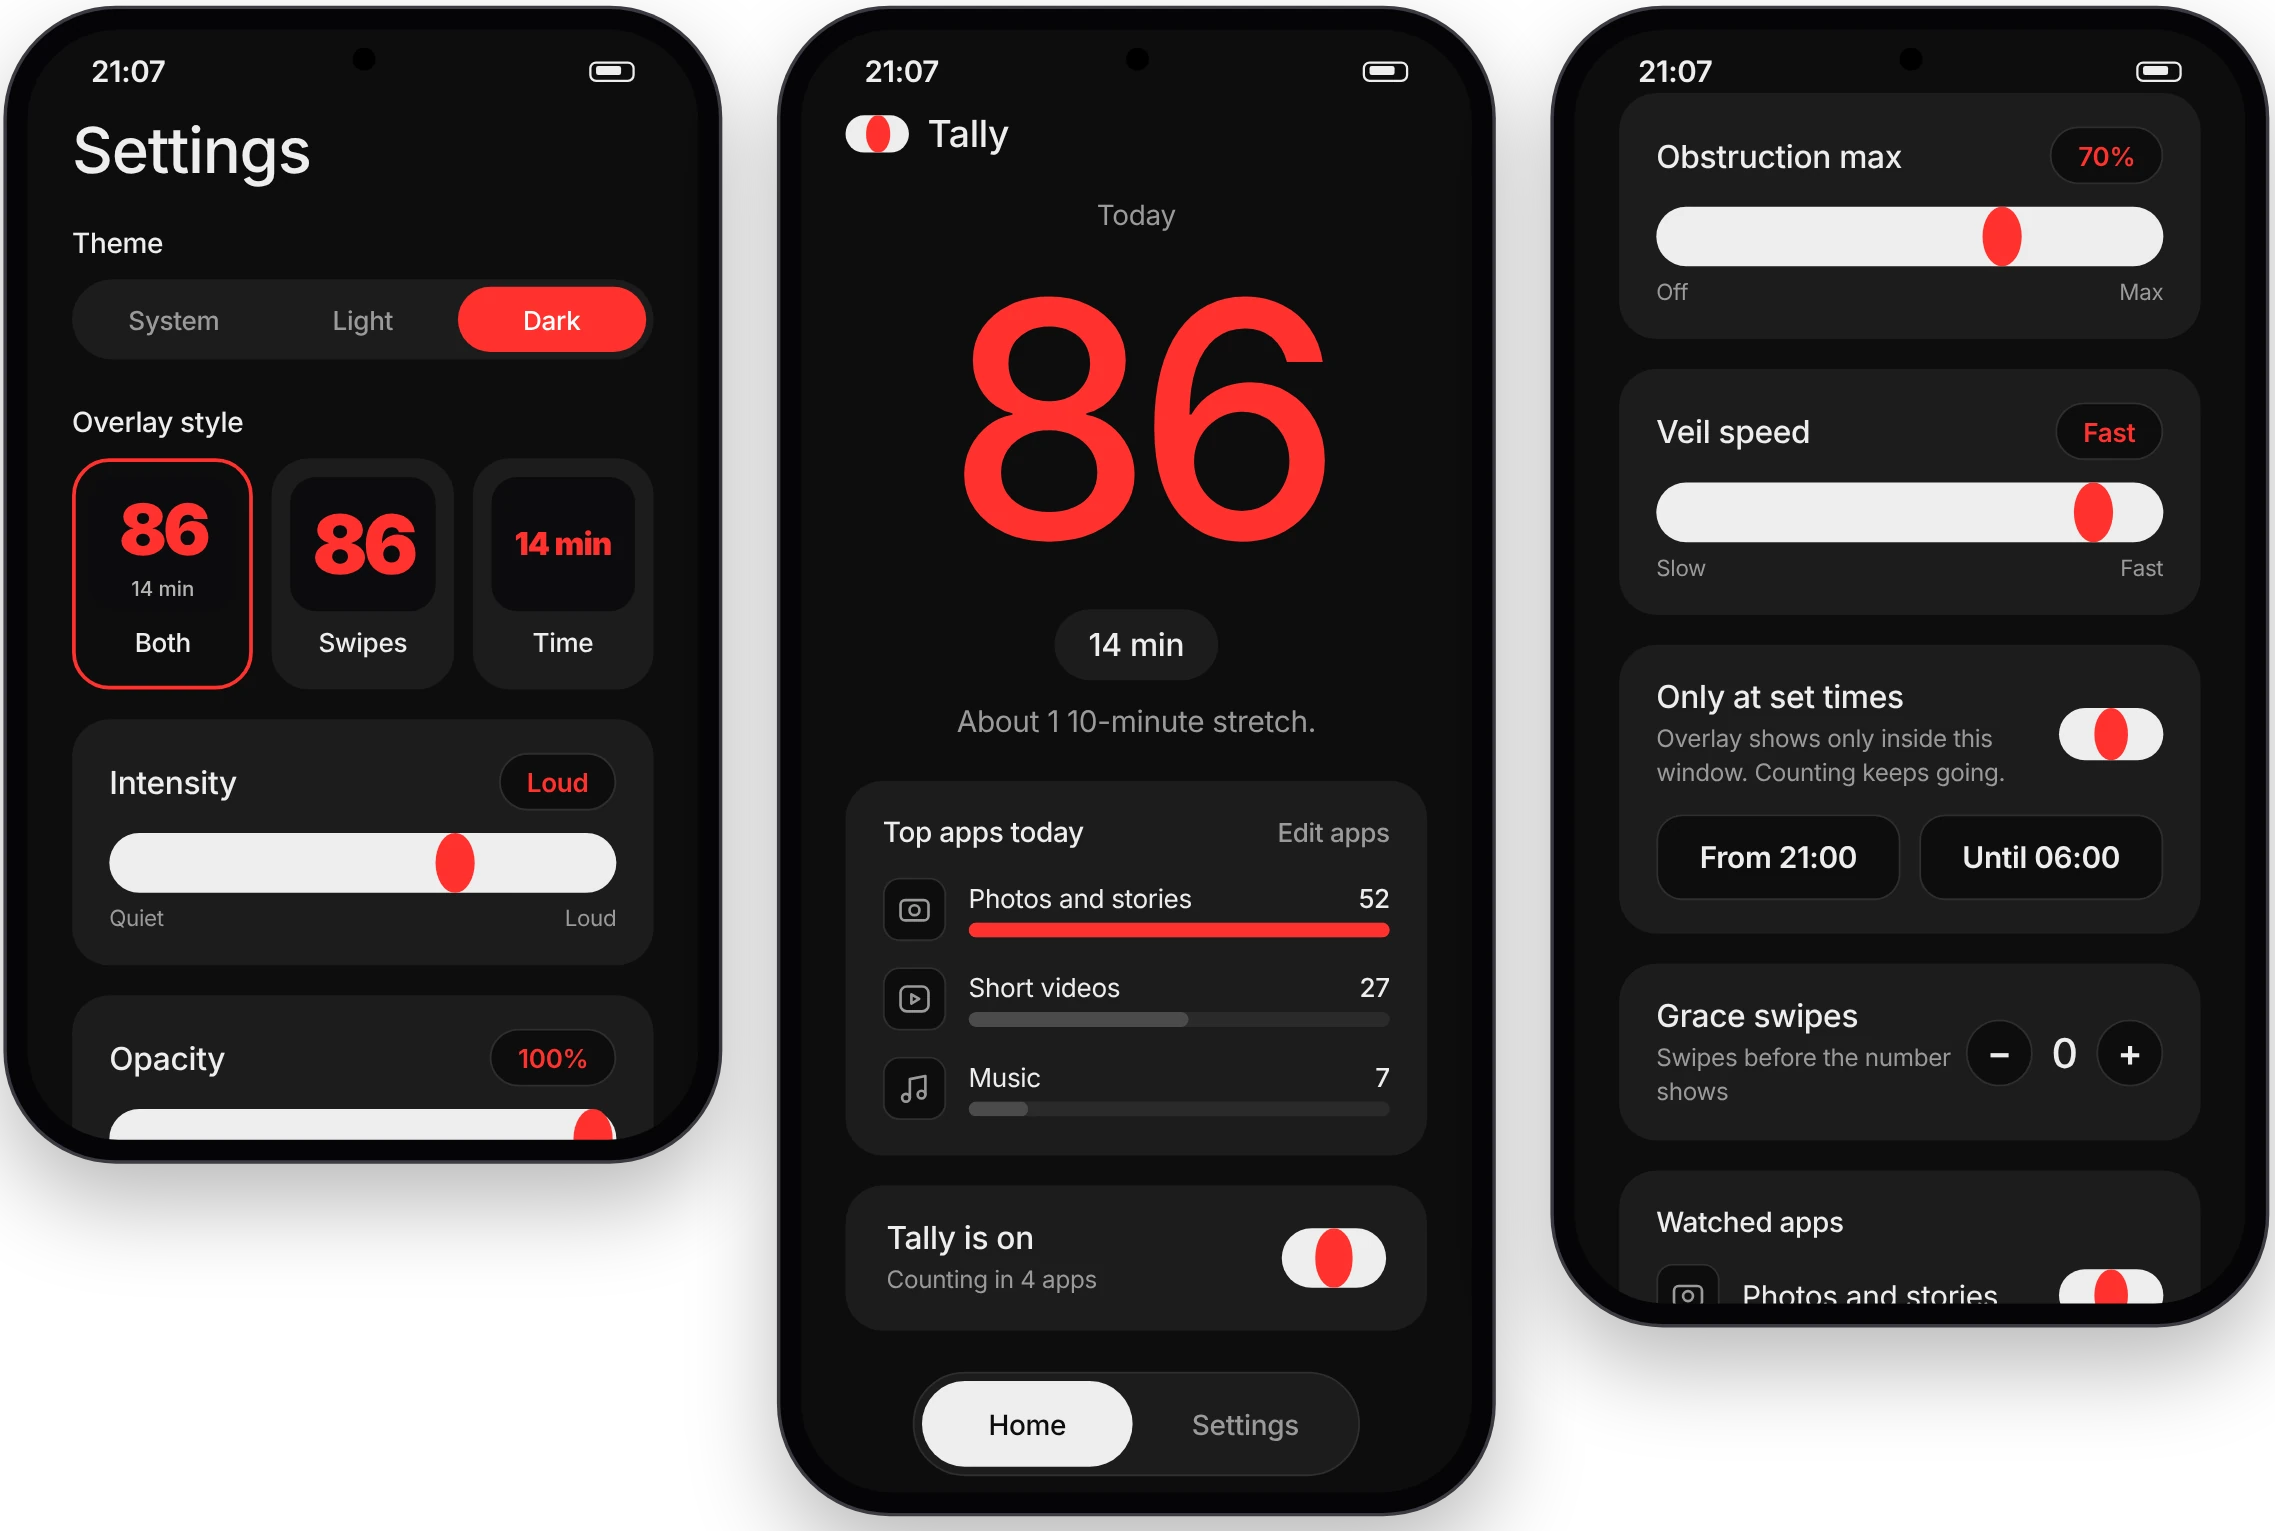 21:07
Settings
Theme
System Light Dark
Overlay style
86
14 min
Both
86
Swipes
14 min
Time
Intensity Loud
Quiet Loud
Opacity 100%
21:07
Tally
Today
86
14 min
About 1 10-minute stretch.
Top apps today Edit apps
Photos and stories 52
Short videos 27
Music 7
Tally is on
Counting in 4 apps
Home Settings
21:07
Obstruction max 70%
Off Max
Veil speed Fast
Slow Fast
Only at set times
Overlay shows only inside this
window. Counting keeps going.
From 21:00 Until 06:00
Grace swipes
Swipes before the number
shows
− 0 +
Watched apps
Photos and stories